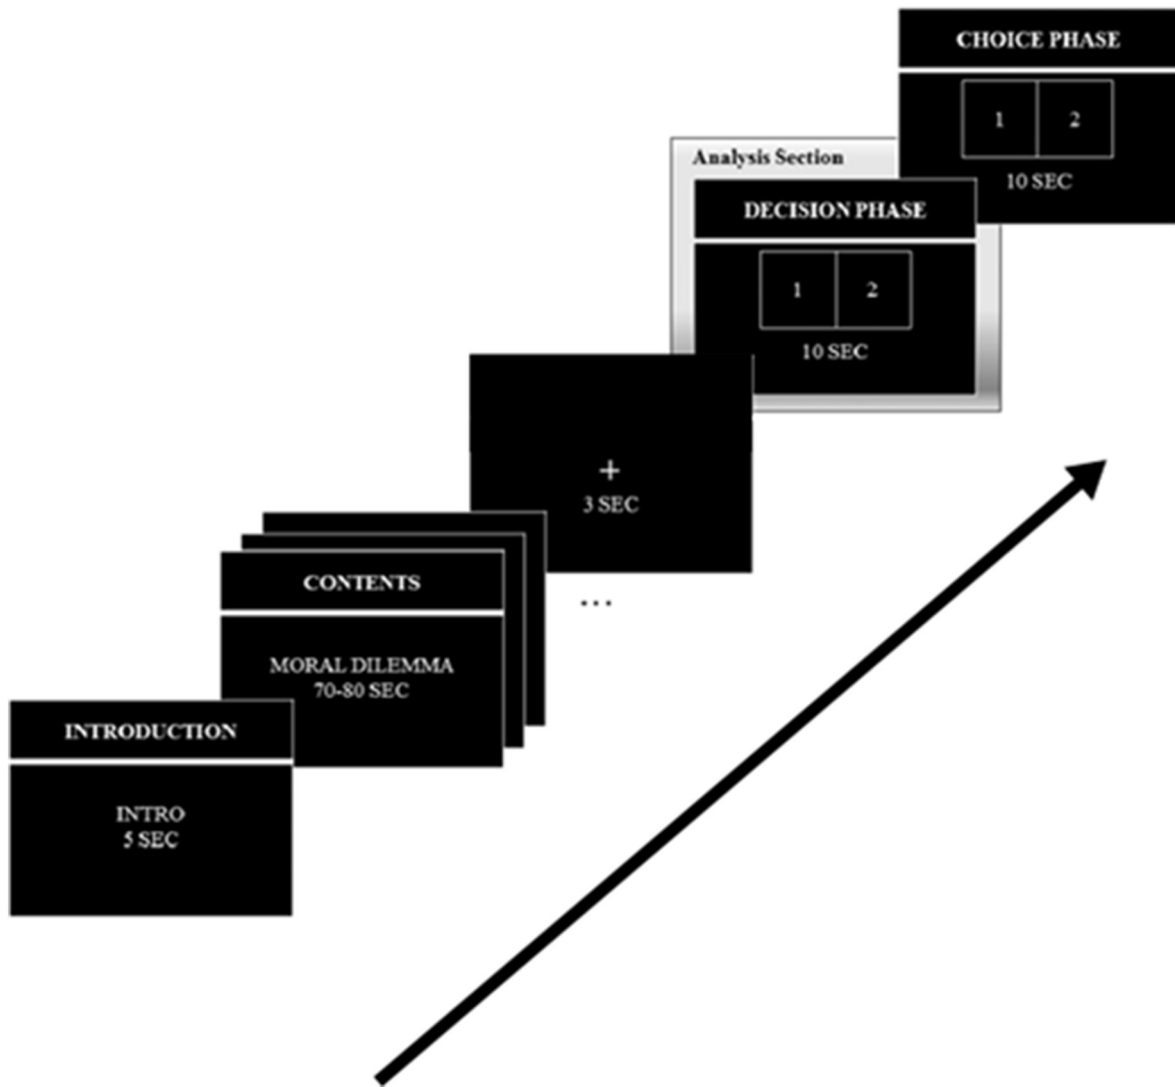 CHOICE PHASE
1 2
10 SEC
Analysis Section
DECISION PHASE
1 2
10 SEC
+
3 SEC
...
CONTENTS
MORAL DILEMMA
70-80 SEC
INTRODUCTION
INTRO
5 SEC